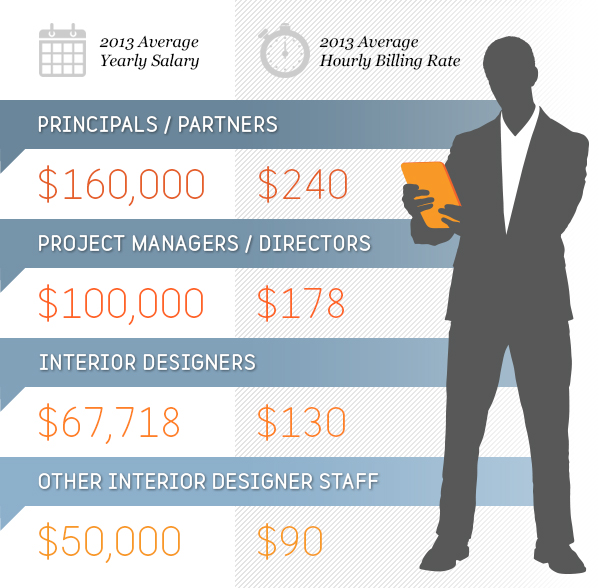 2013 Average
Yearly Salary
2013 Average
Hourly Billing Rate
PRINCIPALS / PARTNERS
$160,000 $240
PROJECT MANAGERS / DIRECTORS
$100,000 $178
INTERIOR DESIGNERS
$67,718 $130
OTHER INTERIOR DESIGNER STAFF
$50,000 $90